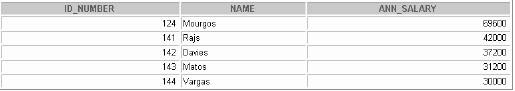 ID_NUMBER NAME ANN_SALARY
124 Mourgos 69600
141 Rajs 42000
142 Davies 37200
143 Matos 31200
144 Vargas 30000